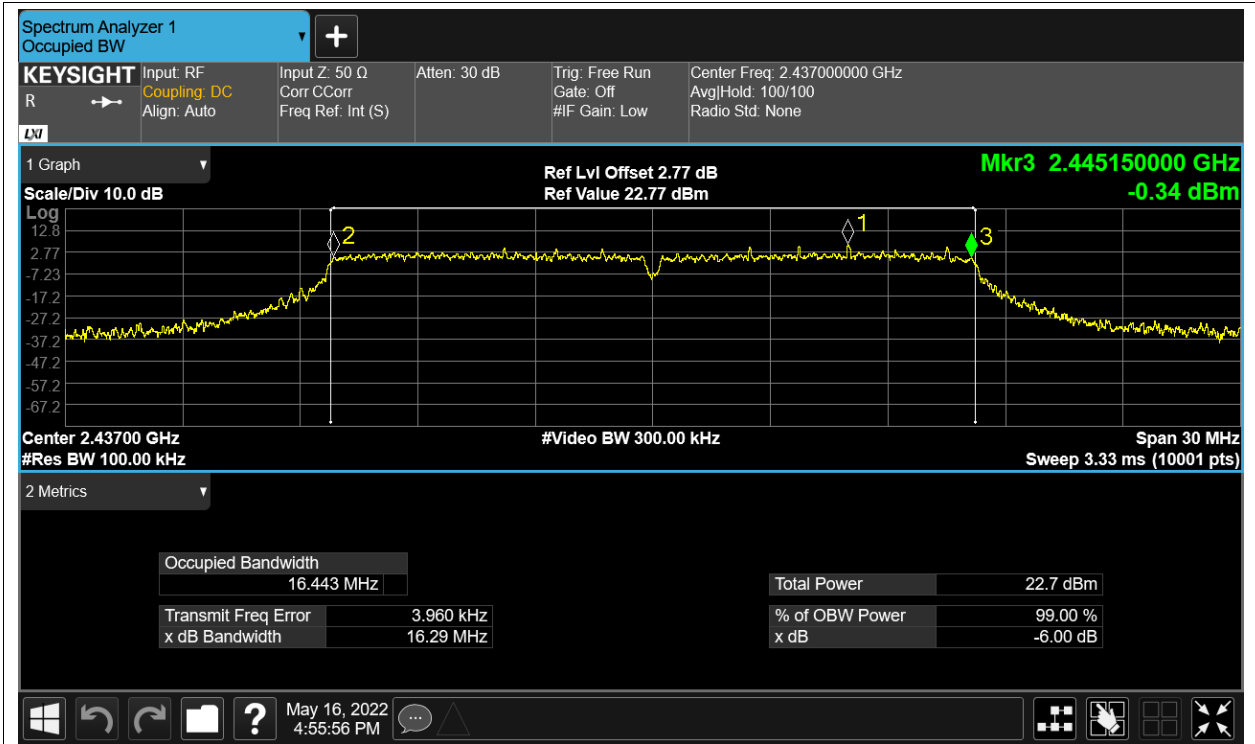 Spectrum Analyzer 1
Occupied BW
+
KEYSIGHT
R
LXI
Input: RF
Coupling: DC
Align: Auto
Input Z: 50 Ω
Corr CCorr
Freq Ref: Int (S)
Atten: 30 dB
Trig: Free Run
Gate: Off
#IF Gain: Low
Center Freq: 2.437000000 GHz
Avg|Hold: 100/100
Radio Std: None
1 Graph
Scale/Div 10.0 dB
Ref Lvl Offset 2.77 dB
Ref Value 22.77 dBm
Mkr3 2.445150000 GHz
-0.34 dBm
Log
12.8
2.77
-7.23
-17.2
-27.2
-37.2
-47.2
-57.2
-67.2
2
1
3
Center 2.43700 GHz
#Video BW 300.00 kHz
Span 30 MHz
#Res BW 100.00 kHz
Sweep 3.33 ms (10001 pts)
2 Metrics
Occupied Bandwidth
16.443 MHz
Transmit Freq Error 3.960 kHz
x dB Bandwidth 16.29 MHz
Total Power 22.7 dBm
% of OBW Power 99.00 %
x dB -6.00 dB
?
May 16, 2022
4:55:56 PM